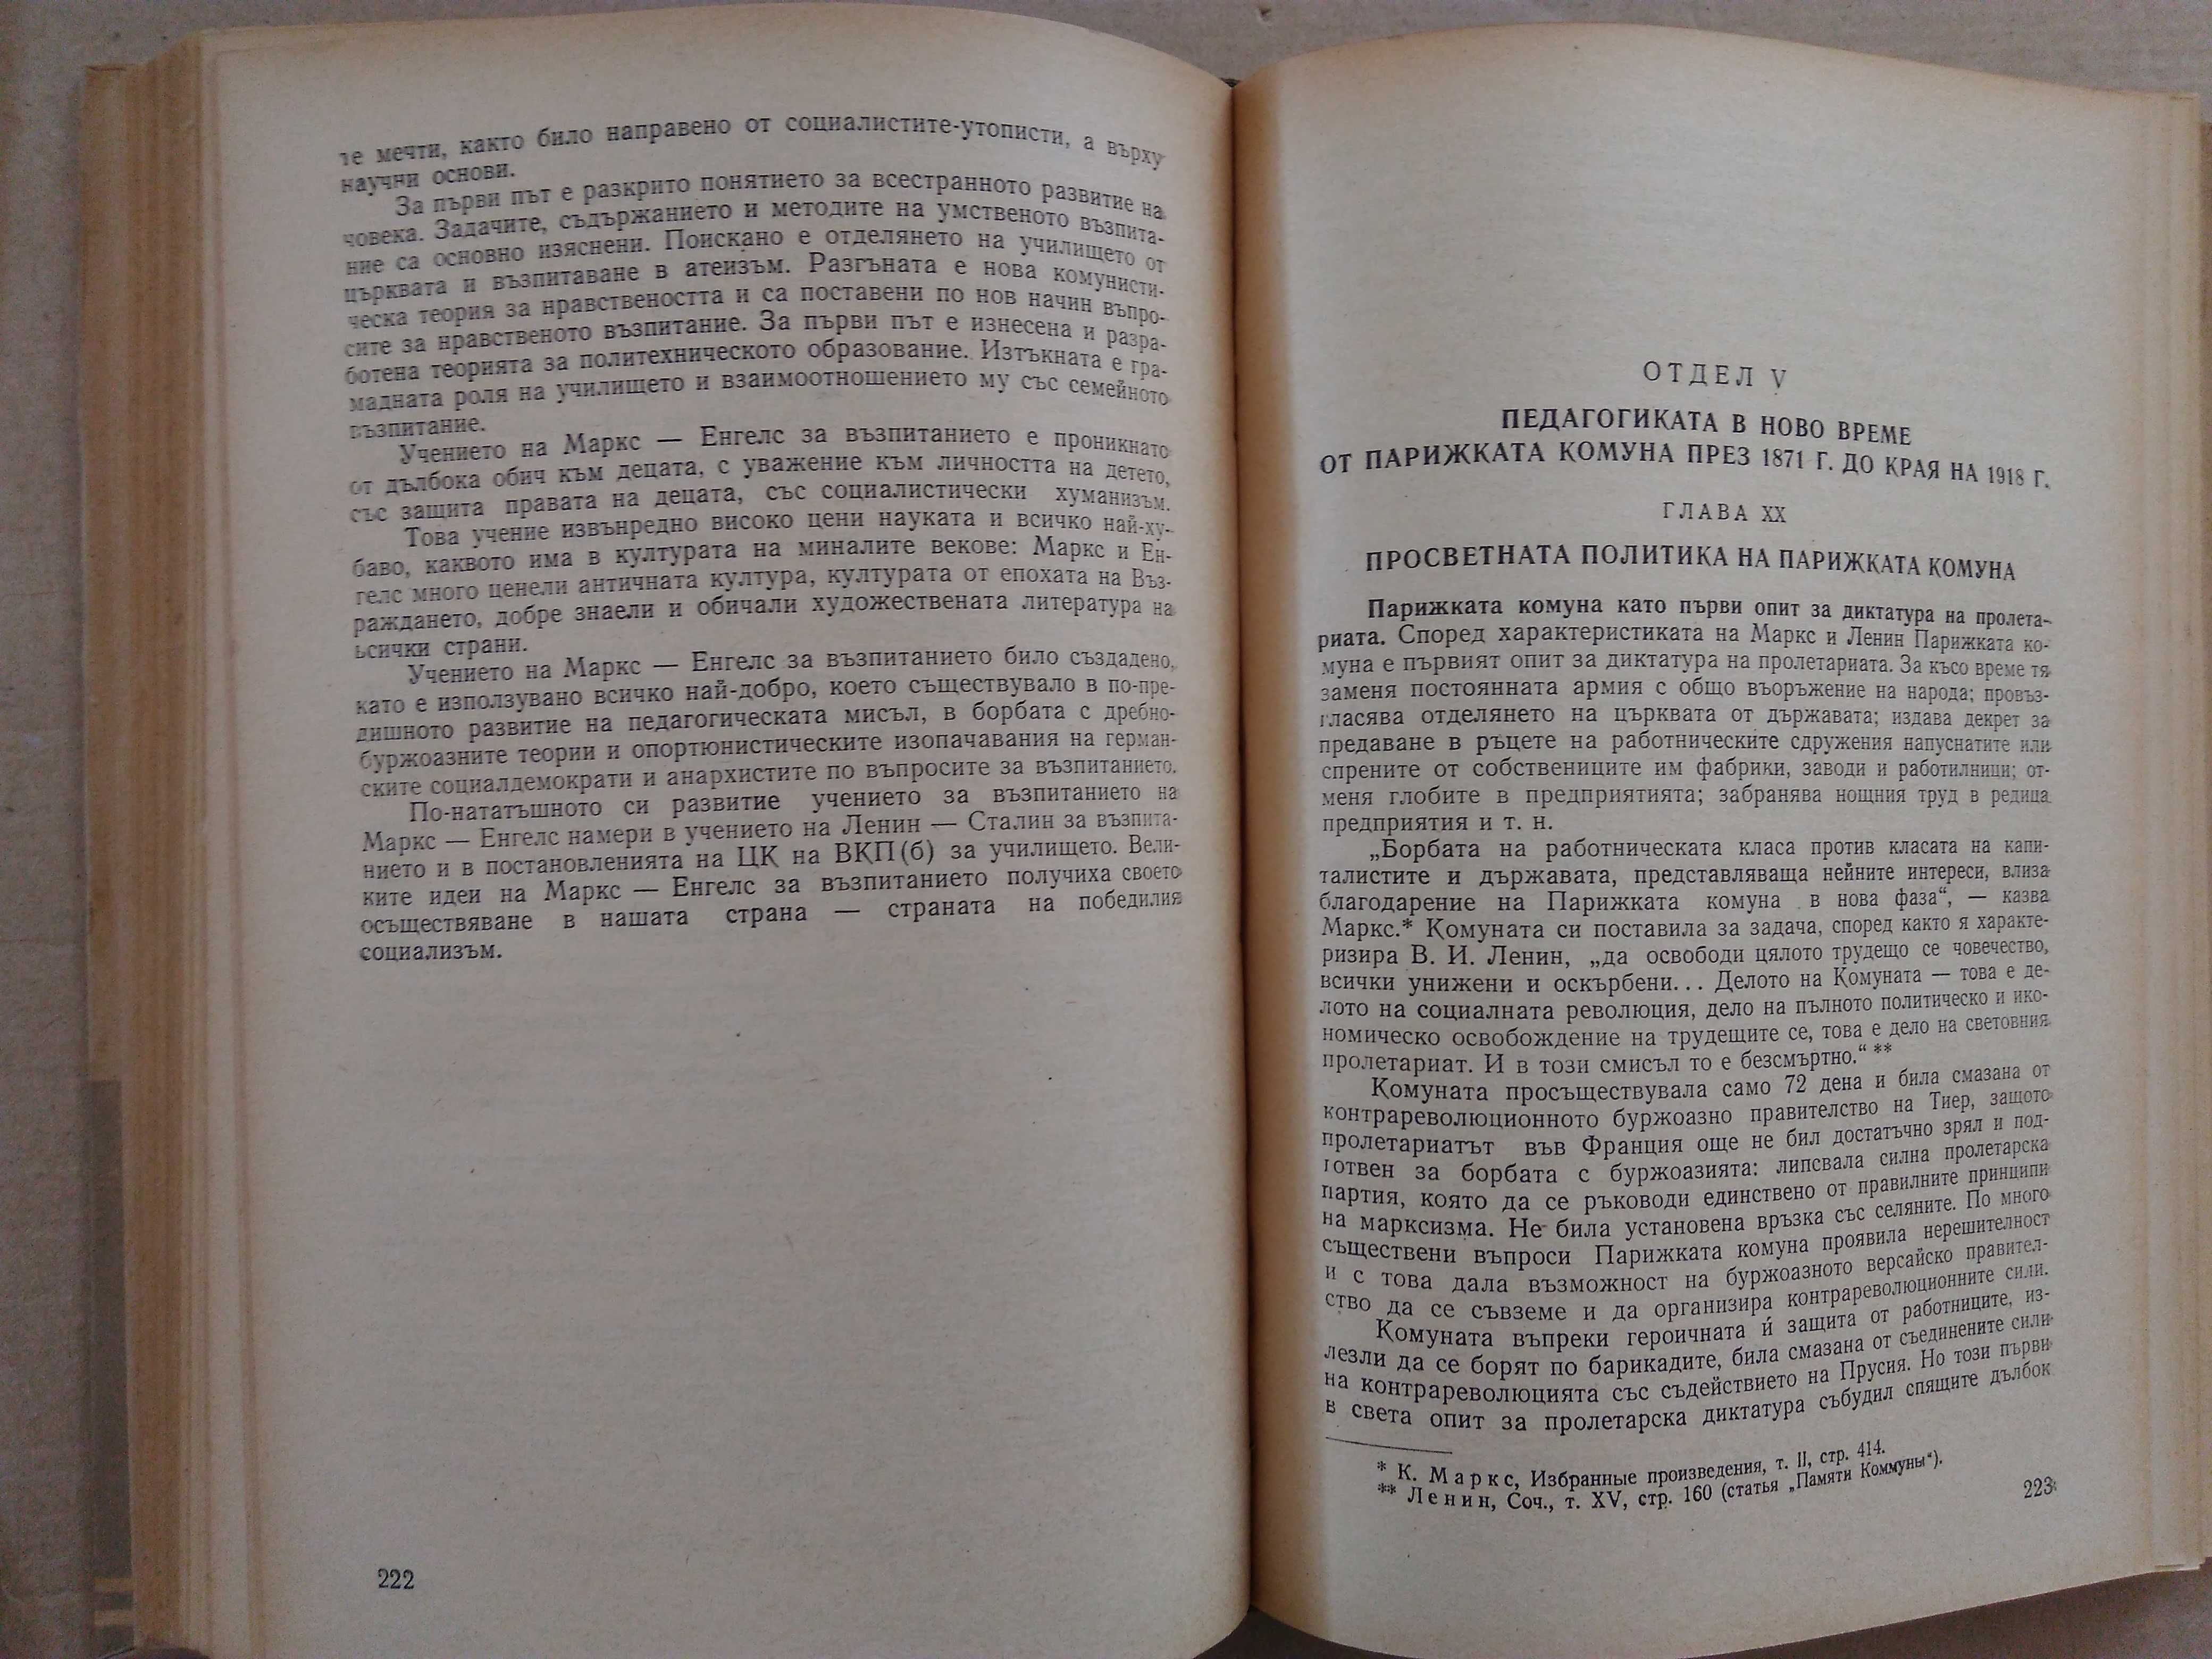 те мечти, както било направено от социалистите-утописти, а върху
научни основи.
За първи път е разкрито понятието за всестранното развитие на
човека. Задачите, съдържанието и методите на умственото възпита-
ние са основно изяснени. Поискано е отделянето на училището от
църквата и възпитаване в атеизъм. Разгъната е нова комунисти-
ческа теория за нравствеността и са поставени по нов начин въпро-
сите за нравственото възпитание. За първи път е изнесена и разра-
ботена теорията за политехническото образование. Изтъкната е гра-
мадната роля на училището и взаимоотношението му със семейното
възпитание.
Учението на Маркс — Енгелс за възпитанието е проникнато
от дълбока обич към децата, с уважение към личността на детето,
със защита правата на децата, със социалистически хуманизъм.
Това учение извънредно високо цени науката и всичко най-ху-
баво, каквото има в културата на миналите векове: Маркс и Ен-
гелс много ценели античната култура, културата от епохата на Въз-
раждането, добре знаели и обичали художествената литература на
всички страни.
Учението на Маркс — Енгелс за възпитанието било създадено,
като е използувано всичко най-добро, което съществувало в по-пре-
дишното развитие на педагогическата мисъл, в борбата с дребно-
буржоазните теории и опортюнистическите изопачавания на герман-
ските социалдемократи и анархистите по въпросите за възпитанието.
По-нататъшното си развитие учението за възпитанието на
Маркс — Енгелс намери в учението на Ленин — Сталин за възпита-
нието и в постановленията на ЦК на ВКП(б) за училището. Вели-
ките идеи на Маркс — Енгелс за възпитанието получиха своето
осъществяване в нашата страна — страната на победилия
социализъм.
222
ОТДЕЛ V
ПЕДАГОГИКАТА В НОВО ВРЕМЕ
ОТ ПАРИЖКАТА КОМУНА ПРЕЗ 1871 Г. ДО КРАЯ НА 1918 Г.
ГЛАВА XX
ПРОСВЕТНАТА ПОЛИТИКА НА ПАРИЖКАТА КОМУНА
Парижката комуна като първи опит за диктатура на пролета-
риата. Според характеристиката на Маркс и Ленин Парижката ко-
муна е първият опит за диктатура на пролетариата. За късо време тя
заменя постоянната армия с общо въоръжение на народа; провъз-
гласява отделянето на църквата от държавата; издава декрет за
предаване в ръцете на работническите сдружения напуснатите или
спрените от собствениците им фабрики, заводи и работилници; от-
меня глобите в предприятията; забранява нощния труд в редица
предприятия и т. н.
„Борбата на работническата класа против класата на капи-
талистите и държавата, представляваща нейните интереси, влиза
благодарение на Парижката комуна в нова фаза“, — казва
Маркс.* Комуната си поставила за задача, според както я характе-
ризира В. И. Ленин, „да освободи цялото трудещо се човечество,
всички унижени и оскърбени... Делото на Комуната — това е де-
лото на социалната революция, дело на пълното политическо и ико-
номическо освобождение на трудещите се, това е дело на световния
пролетариат. И в този смисъл то е безсмъртно.“ **
Комуната просъществувала само 72 дена и била смазана от
контрареволюционното буржоазно правителство на Тиер, защото
пролетариатът във Франция още не бил достатъчно зрял и под-
готвен за борбата с буржоазията: липсвала силна пролетарска
партия, която да се ръководи единствено от правилните принципи
на марксизма. Не била установена връзка със селяните. По много
съществени въпроси Парижката комуна проявила нерешителност
и с това дала възможност на буржоазното версайско правител-
ство да се съвземе и да организира контрареволюционните сили.
Комуната въпреки героичната ѝ защита от работниците, из-
лезли да се борят по барикадите, била смазана от съединените сили
на контрареволюцията със съдействието на Прусия. Но този първи
в света опит за пролетарска диктатура събудил спящите дълбок
* К. Маркс, Избранные произведения, т. II, стр. 414.
** Ленин, Соч., т. XV, стр. 160 (статья „Памяти Коммуны“).
223